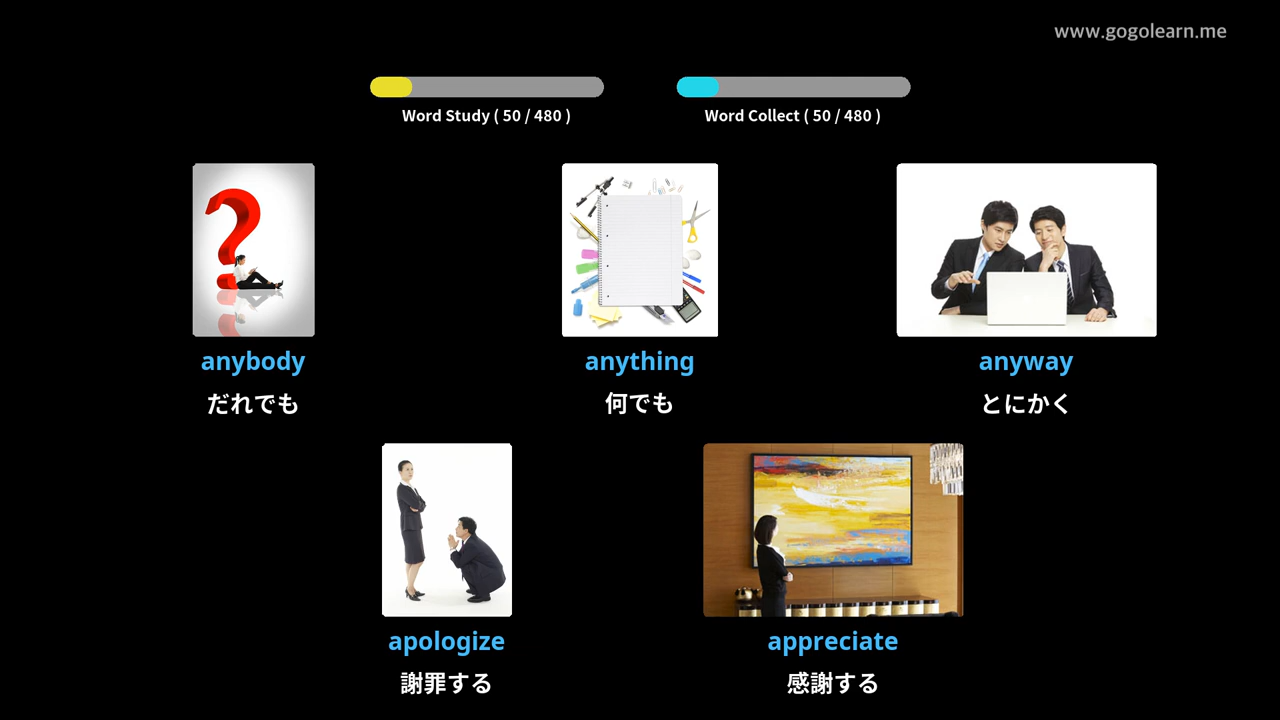 www.gogolearn.me
Word Study ( 50 / 480 )
Word Collect ( 50 / 480 )
anybody
だれでも
anything
何でも
anyway
とにかく
apologize
謝罪する
appreciate
感謝する